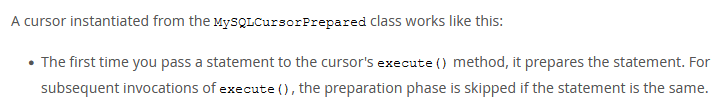 A cursor instantiated from the MySQLCursorPrepared class works like this:
• The first time you pass a statement to the cursor's execute() method, it prepares the statement. For
subsequent invocations of execute(), the preparation phase is skipped if the statement is the same.